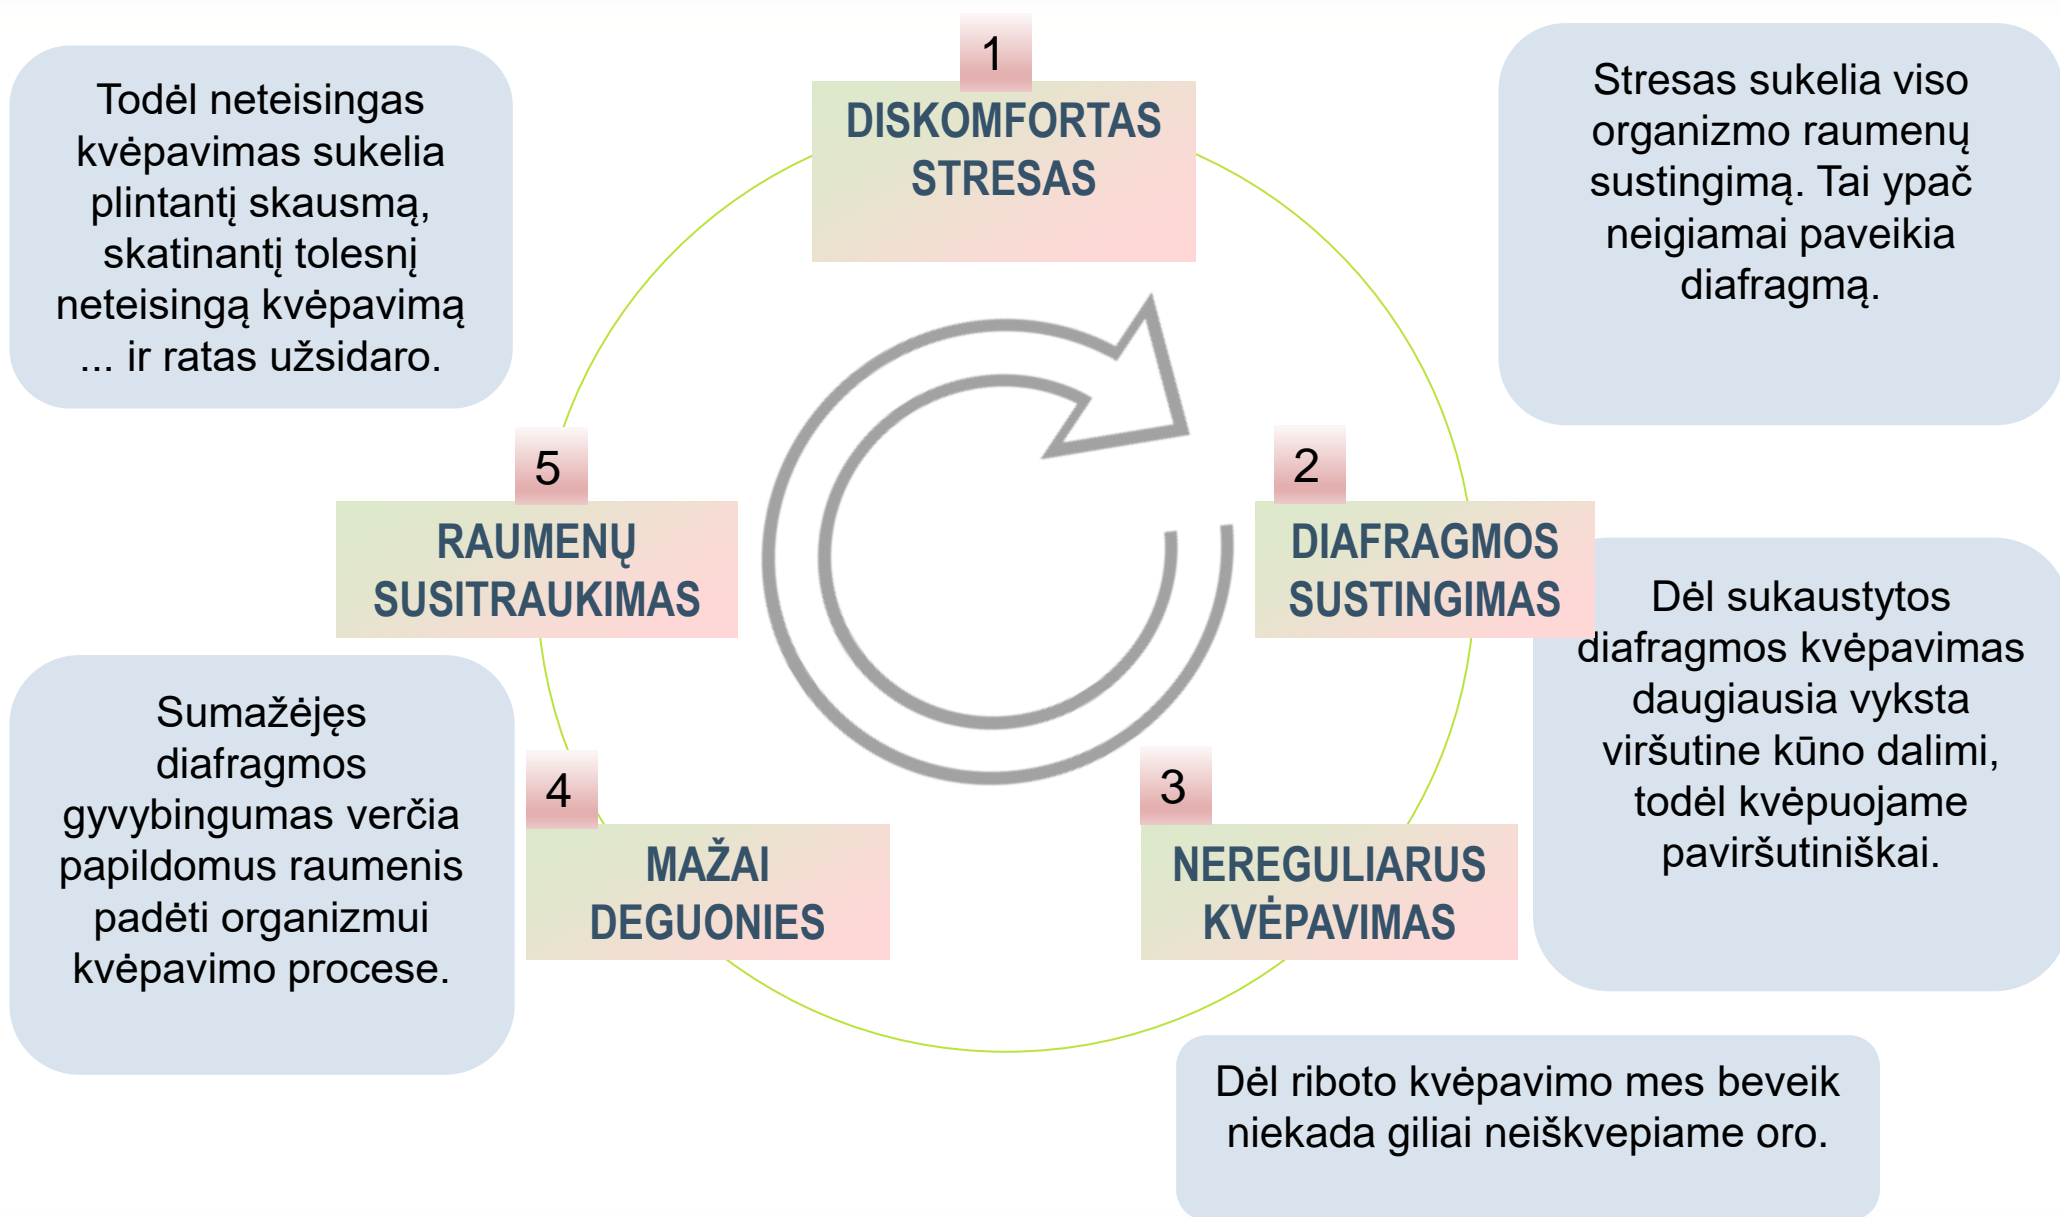 1
DISKOMFORTAS
STRESAS
Stresas sukelia viso
organizmo raumenų
sustingimą. Tai ypač
neigiamai paveikia
diafragmą.
2
DIAFRAGMOS
SUSTINGIMAS
Dėl sukaustytos
diafragmos kvėpavimas
daugiausia vyksta
viršutine kūno dalimi,
todėl kvėpuojame
paviršutiniškai.
3
NEREGULIARUS
KVĖPAVIMAS
Dėl riboto kvėpavimo mes beveik
niekada giliai neiškvepiame oro.
4
MAŽAI
DEGUONIES
Sumažėjęs
diafragmos
gyvybingumas verčia
papildomus raumenis
padėti organizmui
kvėpavimo procese.
5
RAUMENŲ
SUSITRAUKIMAS
Todėl neteisingas
kvėpavimas sukelia
plintantį skausmą,
skatinantį tolesnį
neteisingą kvėpavimą
... ir ratas užsidaro.